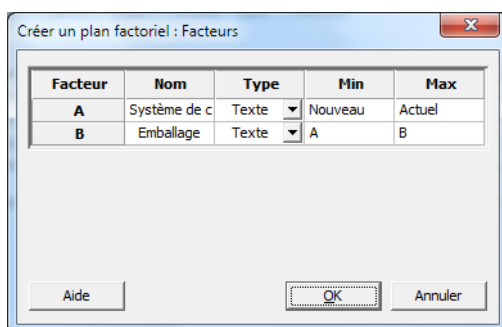 Créer un plan factoriel : Facteurs
Facteur Nom Type Min Max
A Système de c Texte Nouveau Actuel
B Emballage Texte A B
Aide OK Annuler